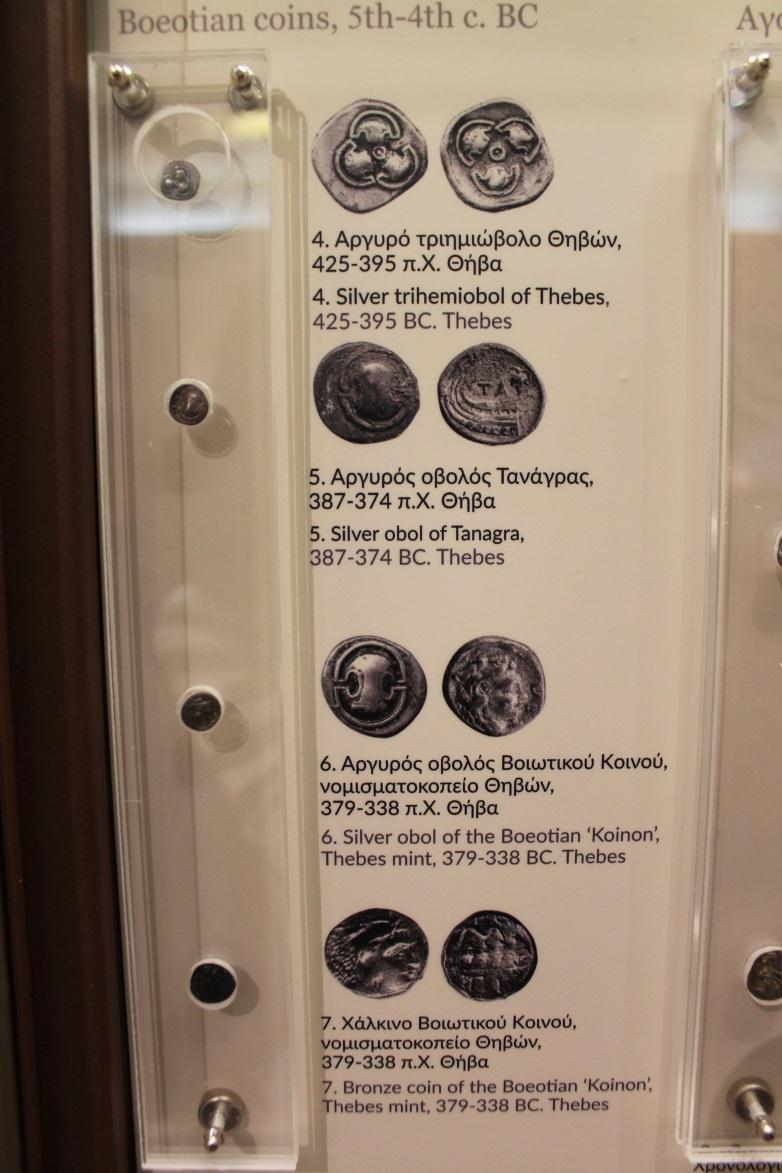 Boeotian coins, 5th-4th c. BC
4. Αργυρό τριημιώβολο Θηβών,
425-395 π.Χ. Θήβα
4. Silver trihemiobol of Thebes,
425-395 BC. Thebes
ΤΑ
5. Αργυρός οβολός Τανάγρας,
387-374 π.Χ. Θήβα
5. Silver obol of Tanagra,
387-374 BC. Thebes
6. Αργυρός οβολός Βοιωτικού Κοινού,
νομισματοκοπείο Θηβών,
379-338 π.Χ. Θήβα
6. Silver obol of the Boeotian ‘Koinon’,
Thebes mint, 379-338 BC. Thebes
7. Χάλκινο Βοιωτικού Κοινού,
νομισματοκοπείο Θηβών,
379-338 π.Χ. Θήβα
7. Bronze coin of the Boeotian ‘Koinon’,
Thebes mint, 379-338 BC. Thebes